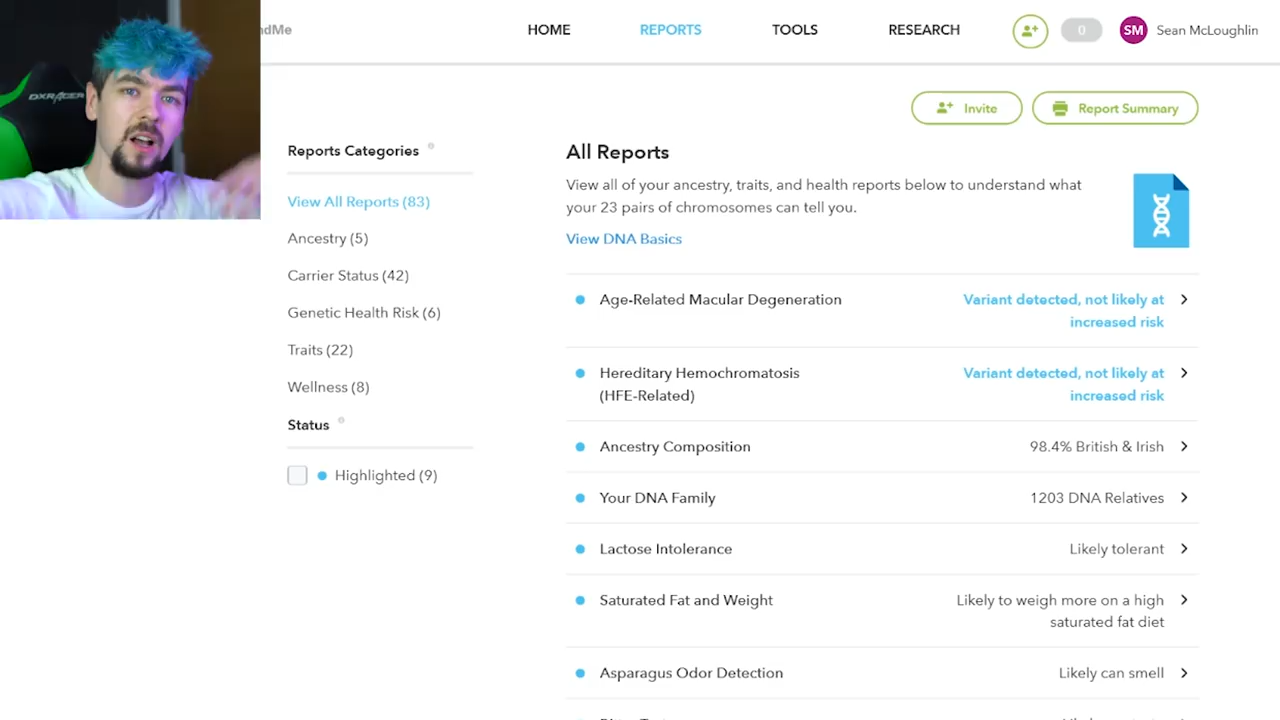 ndMe
HOME
REPORTS
TOOLS
RESEARCH
0
SM
Sean McLoughlin
DXRACER
Invite
Report Summary
Reports Categories
View All Reports (83)
Ancestry (5)
Carrier Status (42)
Genetic Health Risk (6)
Traits (22)
Wellness (8)
Status
Highlighted (9)
All Reports
View all of your ancestry, traits, and health reports below to understand what
your 23 pairs of chromosomes can tell you.
View DNA Basics
Age-Related Macular Degeneration
Variant detected, not likely at
increased risk
Hereditary Hemochromatosis
(HFE-Related)
Variant detected, not likely at
increased risk
Ancestry Composition
98.4% British & Irish
Your DNA Family
1203 DNA Relatives
Lactose Intolerance
Likely tolerant
Saturated Fat and Weight
Likely to weigh more on a high
saturated fat diet
Asparagus Odor Detection
Likely can smell